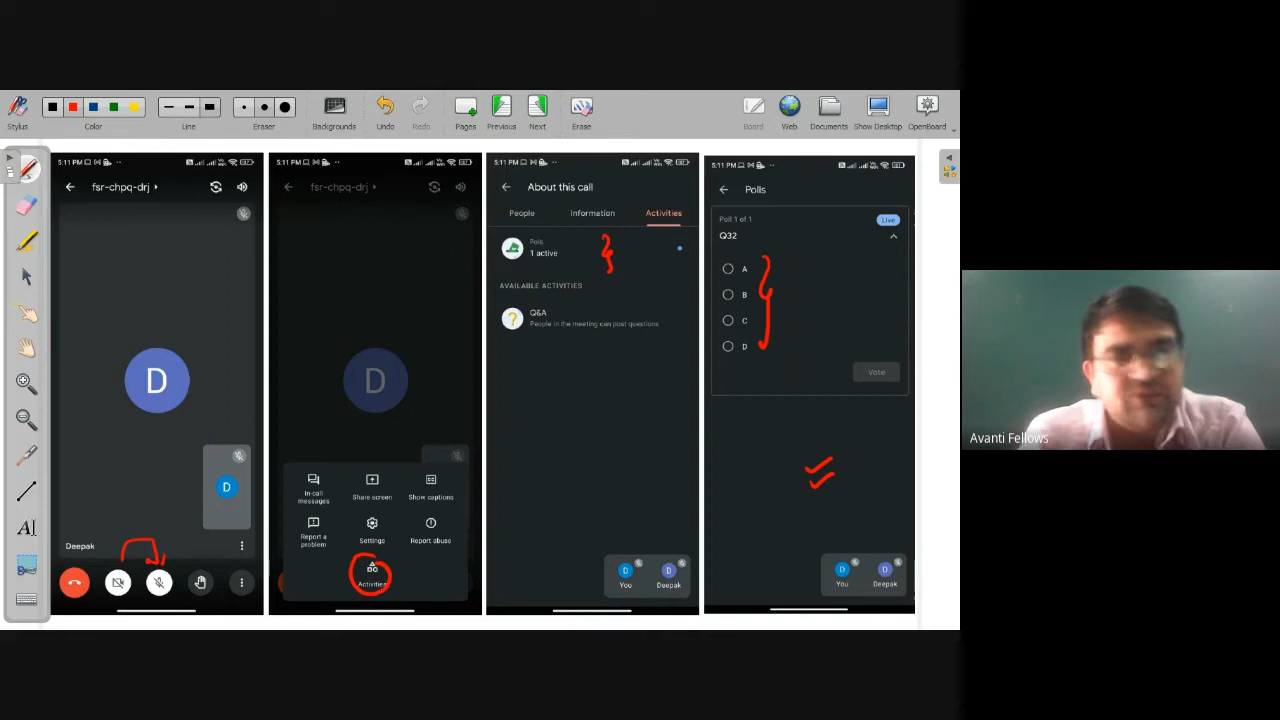 Stylus
Color
Line
Eraser
Backgrounds
Undo
Redo
Pages
Previous
Next
Erase
Board
Web
Documents
Show Desktop
OpenBoard
5:11 PM
fsr-chpq-drj
D
D
Deepak
5:11 PM
fsr-chpq-drj
D
In-call messages
Share screen
Show captions
Report a problem
Settings
Report abuse
Activities
5:11 PM
About this call
People
Information
Activities
Polls
1 active
AVAILABLE ACTIVITIES
Q&A
People in the meeting can post questions
D
D
You
Deepak
5:11 PM
Polls
Poll 1 of 1
Live
Q32
A
B
C
D
Vote
D
D
You
Deepak
Avanti Fellows